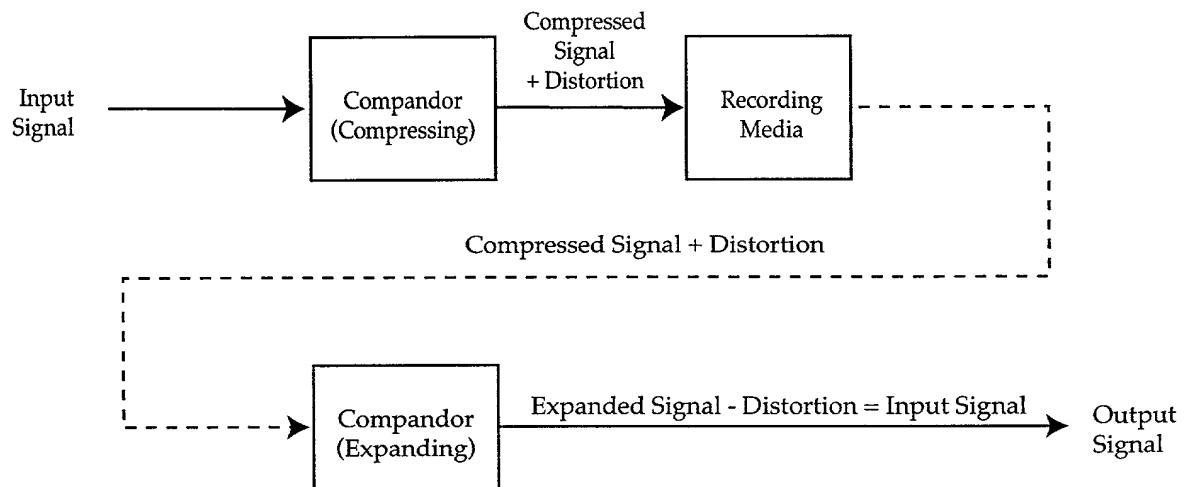 Input
Signal
Compandor
(Compressing)
Compressed
Signal
+ Distortion
Recording
Media
Compressed Signal + Distortion
Compandor
(Expanding)
Expanded Signal - Distortion = Input Signal
Output
Signal